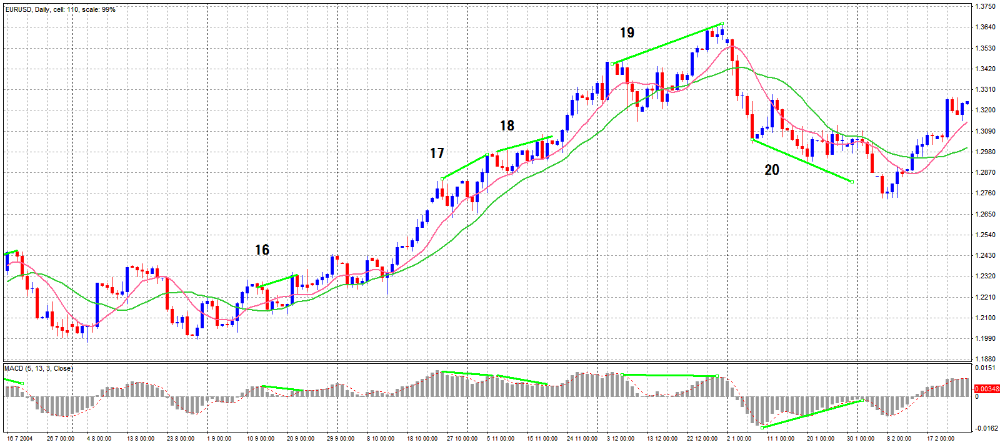 EURUSD, Daily, cell: 110, scale: 99%
1.3750
1.3640
1.3530
1.3420
1.3310
1.3200
1.3090
1.2980
1.2870
1.2760
1.2650
1.2540
1.2430
1.2320
1.2210
1.2100
1.1990
1.1880
19
18
17
20
16
MACD (5, 13, 3, Close)
0.0151
0.00348
0
-0.0162
16 7 2004
26 7 00:00
4 8 00:00
13 8 00:00
23 8 00:00
1 9 00:00
10 9 00:00
20 9 00:00
29 9 00:00
8 10 00:00
18 10 00:00
27 10 00:00
5 11 00:00
15 11 00:00
24 11 00:00
3 12 00:00
13 12 00:00
22 12 00:00
2 1 00:00
11 1 00:00
20 1 00:00
30 1 00:00
8 2 00:00
17 2 00:00